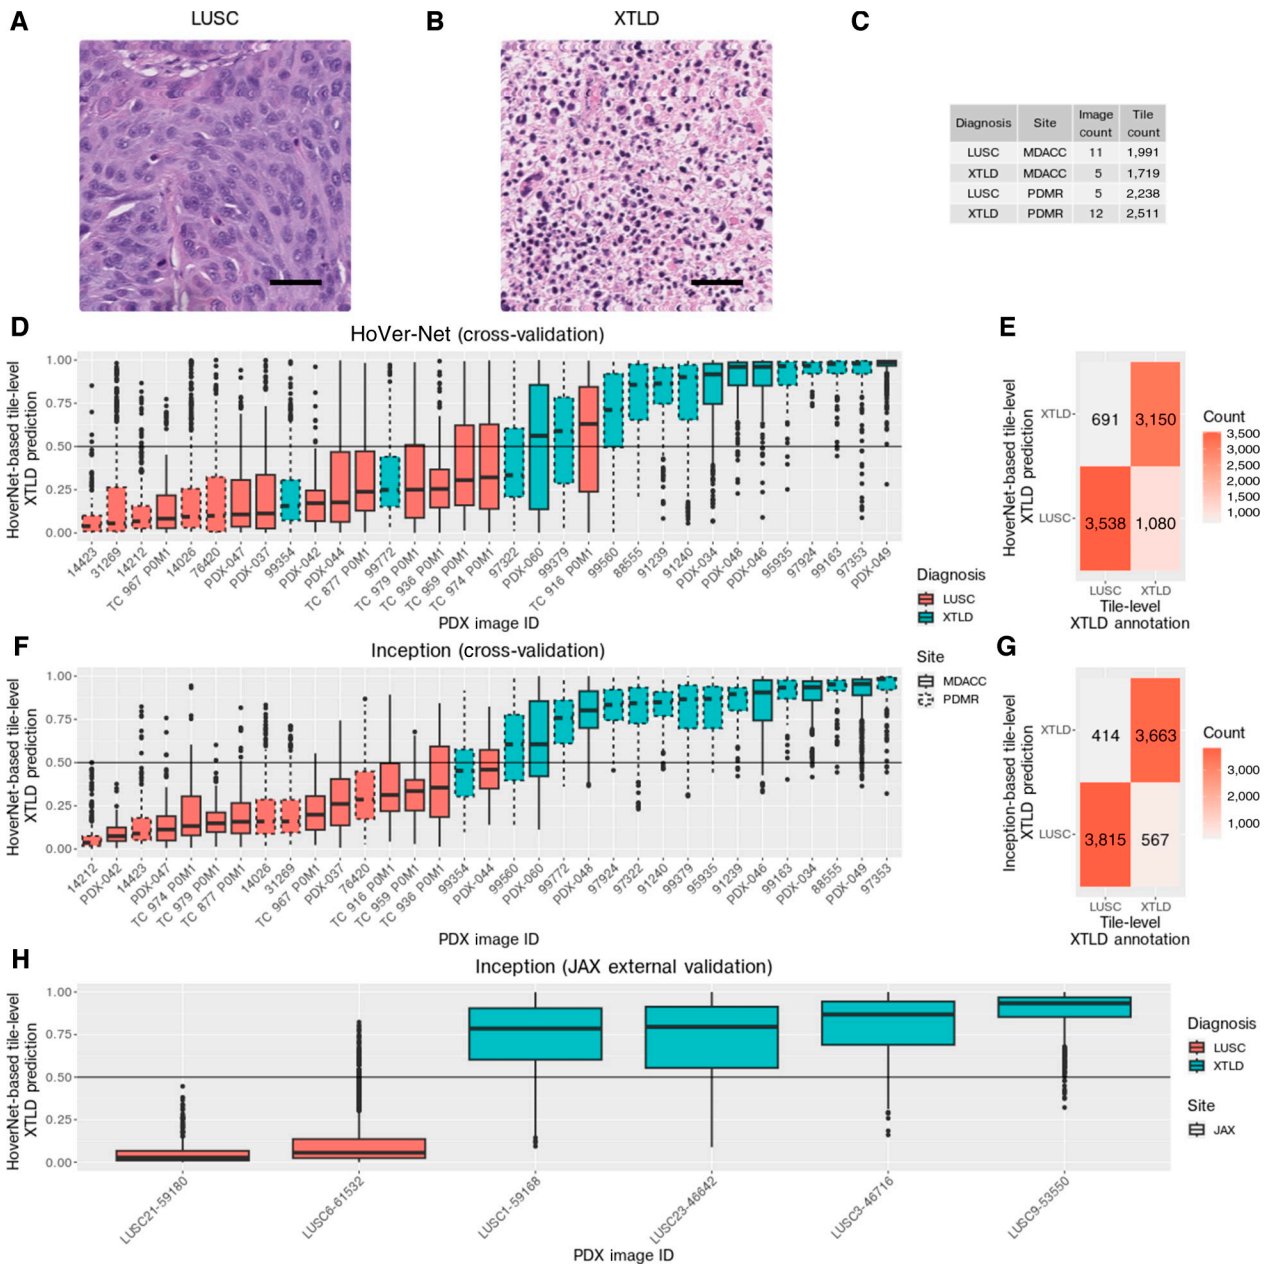 A
LUSC
B
XTLD
C
Diagnosis Site Image count Tile count
LUSC MDACC 11 1,991
XTLD MDACC 5 1,719
LUSC PDMR 5 2,238
XTLD PDMR 12 2,511
D
HoVer-Net (cross-validation)
HoverNet-based tile-level
XTLD prediction
1.00
0.75
0.50
0.25
0.00
14423
31269
14212
TC 967 P0M1
14026
76420
PDX-047
PDX-037
99354
PDX-042
PDX-044
TC 877 P0M1
99772
TC 979 P0M1
TC 936 P0M1
TC 959 P0M1
TC 974 P0M1
97322
PDX-060
99379
TC 916 P0M1
99560
88555
91239
91240
PDX-034
PDX-048
PDX-046
95935
97924
99163
97353
PDX-049
PDX image ID
Diagnosis
LUSC
XTLD
Site
MDACC
PDMR
E
HoverNet-based tile-level
XTLD prediction
XTLD
LUSC
691 3,150
3,538 1,080
LUSC XTLD
Tile-level
XTLD annotation
Count
3,500
3,000
2,500
2,000
1,500
1,000
F
Inception (cross-validation)
HoverNet-based tile-level
XTLD prediction
1.00
0.75
0.50
0.25
0.00
14212
PDX-042
14423
PDX-047
TC 974 P0M1
TC 979 P0M1
TC 877 P0M1
14026
31269
TC 967 P0M1
PDX-037
76420
TC 916 P0M1
TC 959 P0M1
TC 936 P0M1
99354
PDX-044
99560
PDX-060
99772
PDX-048
97924
97322
91240
99379
95935
91239
PDX-046
99163
PDX-034
88555
PDX-049
97353
PDX image ID
G
Inception-based tile-level
XTLD prediction
XTLD
LUSC
414 3,663
3,815 567
LUSC XTLD
Tile-level
XTLD annotation
Count
3,000
2,000
1,000
H
Inception (JAX external validation)
HoverNet-based tile-level
XTLD prediction
1.00
0.75
0.50
0.25
0.00
LUSC21-59180
LUSC6-61532
LUSC1-59168
LUSC23-46642
LUSC3-46716
LUSC9-53550
PDX image ID
Diagnosis
LUSC
XTLD
Site
JAX